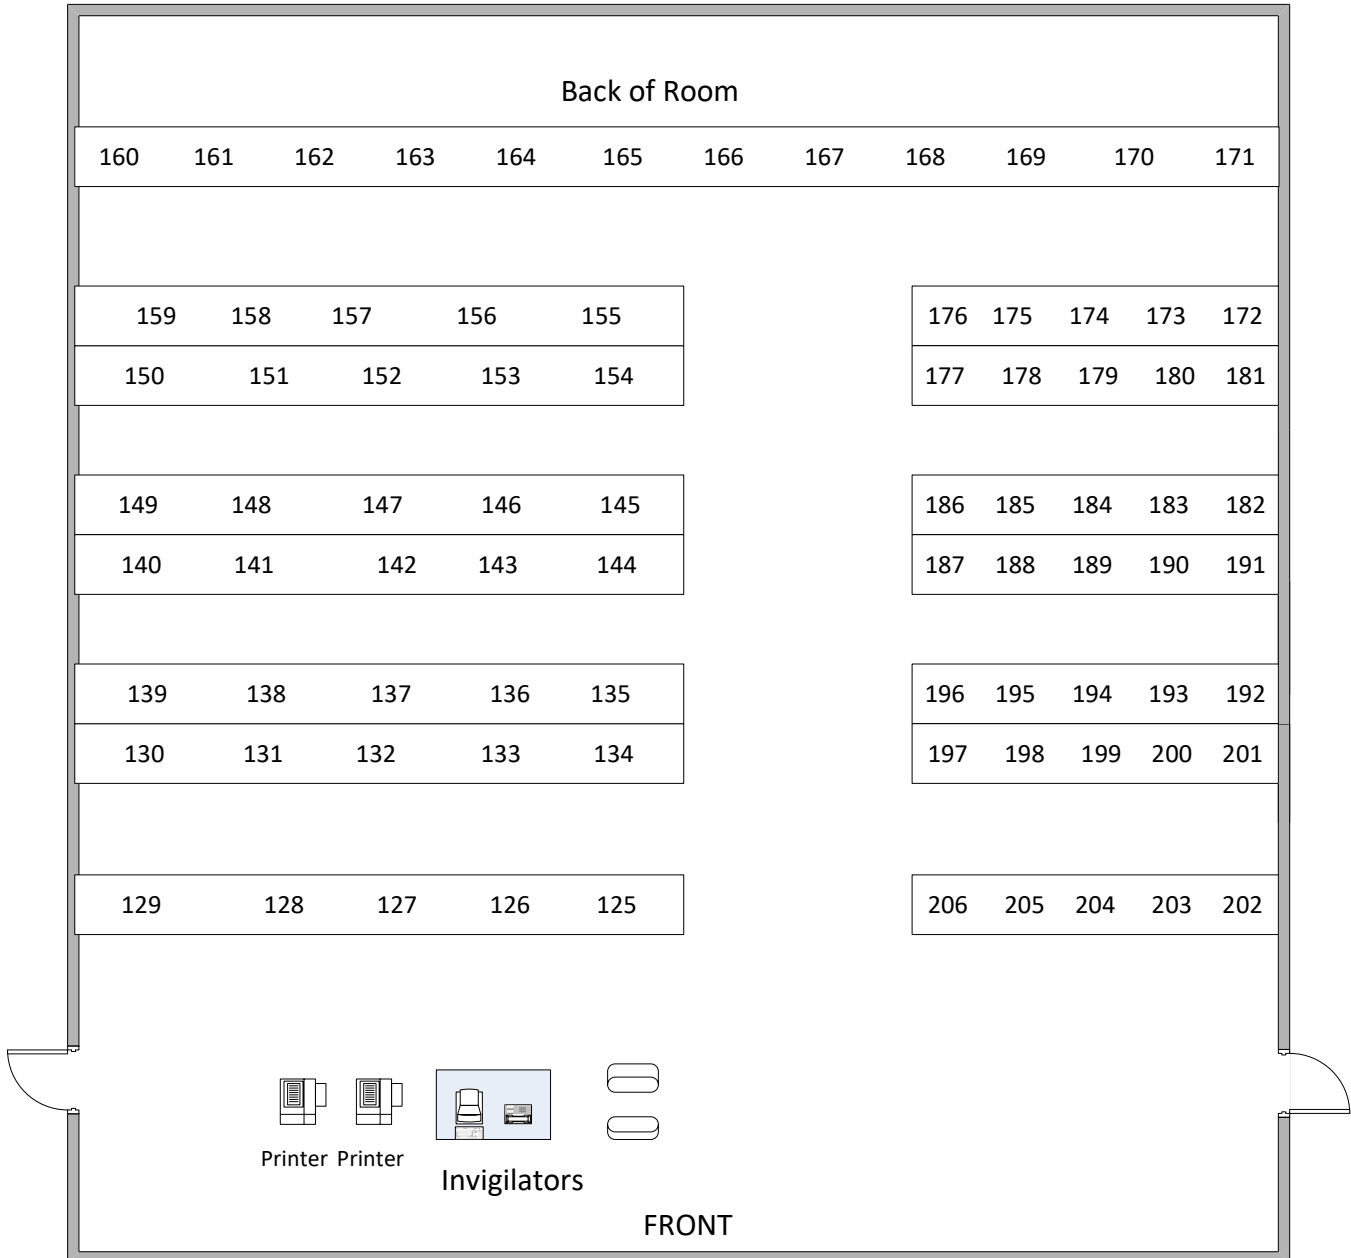 Back of Room
160 161 162 163 164 165 166 167 168 169 170 171
159 158 157 156 155 176 175 174 173 172
150 151 152 153 154 177 178 179 180 181
149 148 147 146 145 186 185 184 183 182
140 141 142 143 144 187 188 189 190 191
139 138 137 136 135 196 195 194 193 192
130 131 132 133 134 197 198 199 200 201
129 128 127 126 125 206 205 204 203 202
Printer Printer
Invigilators
FRONT